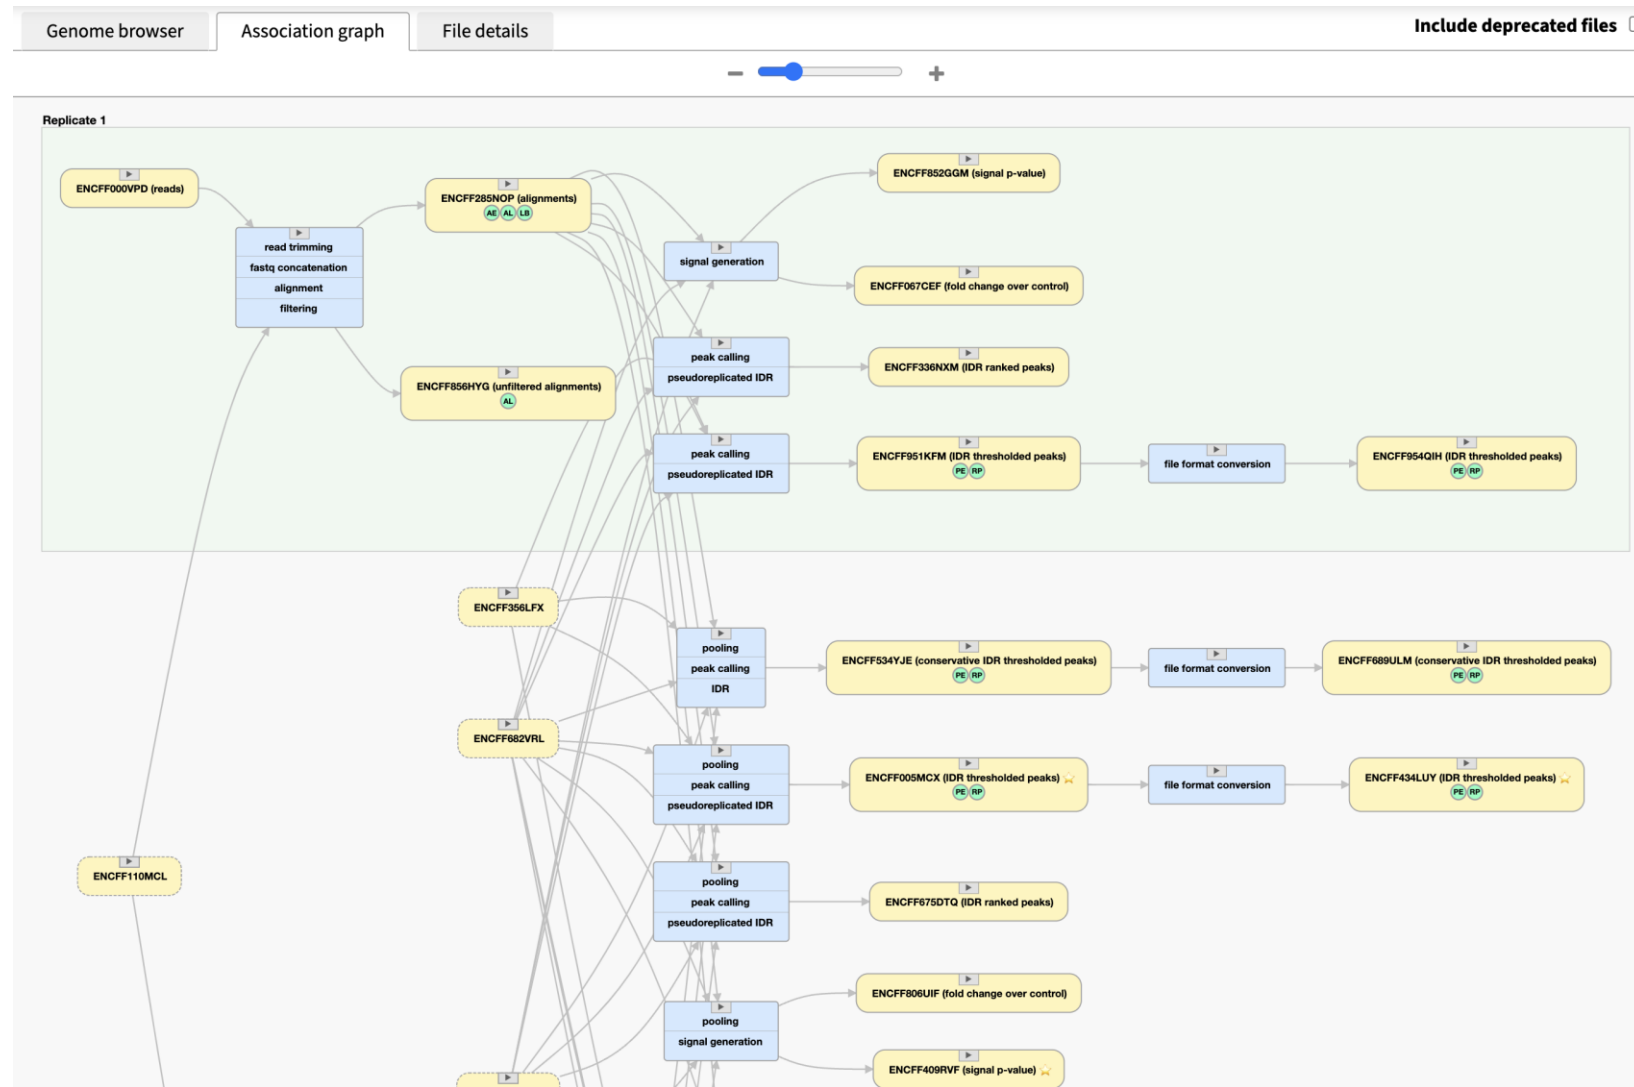 Genome browser
Association graph
File details
Include deprecated files
Replicate 1
ENCFF000VPD (reads)
read trimming
fastq concatenation
alignment
filtering
ENCFF285NOP (alignments)
AE AL LB
ENCFF856HYG (unfiltered alignments)
AL
signal generation
ENCFF852GGM (signal p-value)
ENCFF067CEF (fold change over control)
peak calling
pseudoreplicated IDR
ENCFF336NXM (IDR ranked peaks)
peak calling
pseudoreplicated IDR
ENCFF951KFM (IDR thresholded peaks)
PE RP
file format conversion
ENCFF954QIH (IDR thresholded peaks)
PE RP
ENCFF356LFX
pooling
peak calling
IDR
ENCFF534YJE (conservative IDR thresholded peaks)
PE RP
file format conversion
ENCFF689ULM (conservative IDR thresholded peaks)
PE RP
ENCFF682VRL
pooling
peak calling
pseudoreplicated IDR
ENCFF005MCX (IDR thresholded peaks)
PE RP
file format conversion
ENCFF434LUY (IDR thresholded peaks)
PE RP
ENCFF110MCL
pooling
peak calling
pseudoreplicated IDR
ENCFF675DTQ (IDR ranked peaks)
pooling
signal generation
ENCFF806UIF (fold change over control)
ENCFF409RVF (signal p-value)